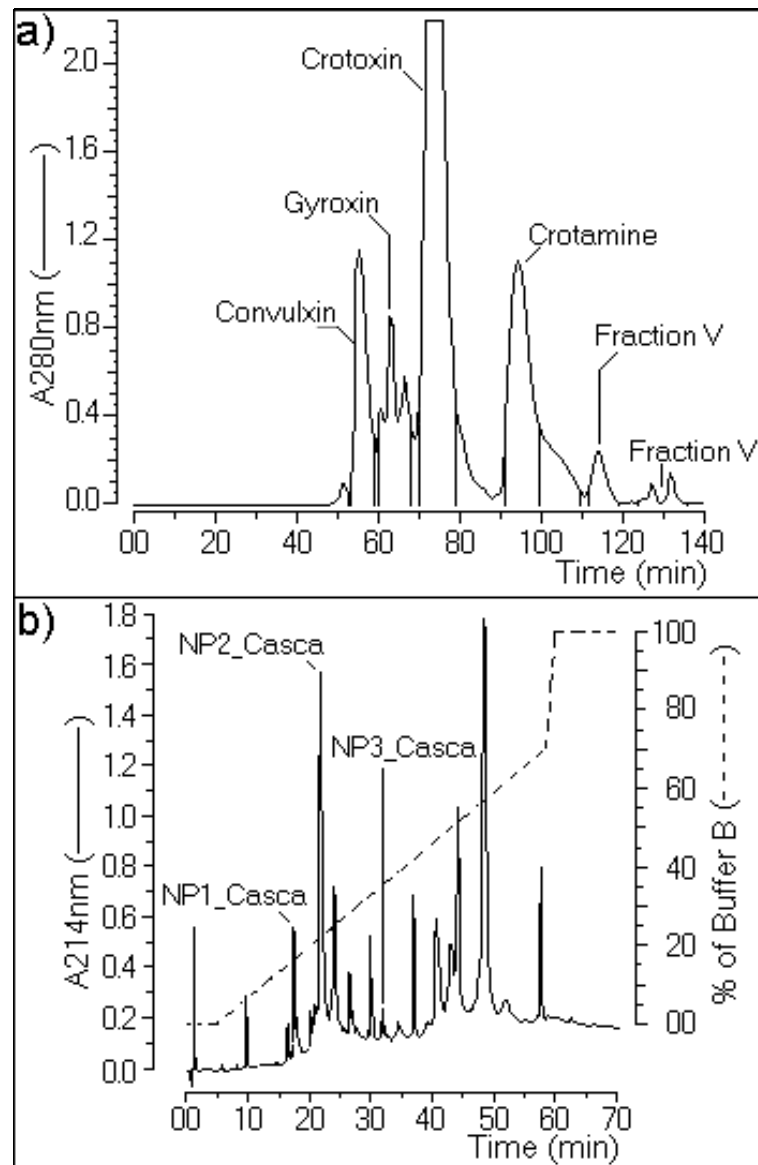 a)
2.0
1.6
1.2
0.8
0.4
0.0
A280nm (——)
Crotoxin
Gyroxin
Convulxin
Crotamine
Fraction V
Fraction V
00 20 40 60 80 100 120 140
Time (min)
b)
1.8
1.6
1.4
1.2
1.0
0.8
0.6
0.4
0.2
0.0
A214nm (——)
NP2_Casca
NP3_Casca
NP1_Casca
100
80
60
40
20
00
% of Buffer B (----)
00 10 20 30 40 50 60 70
Time (min)